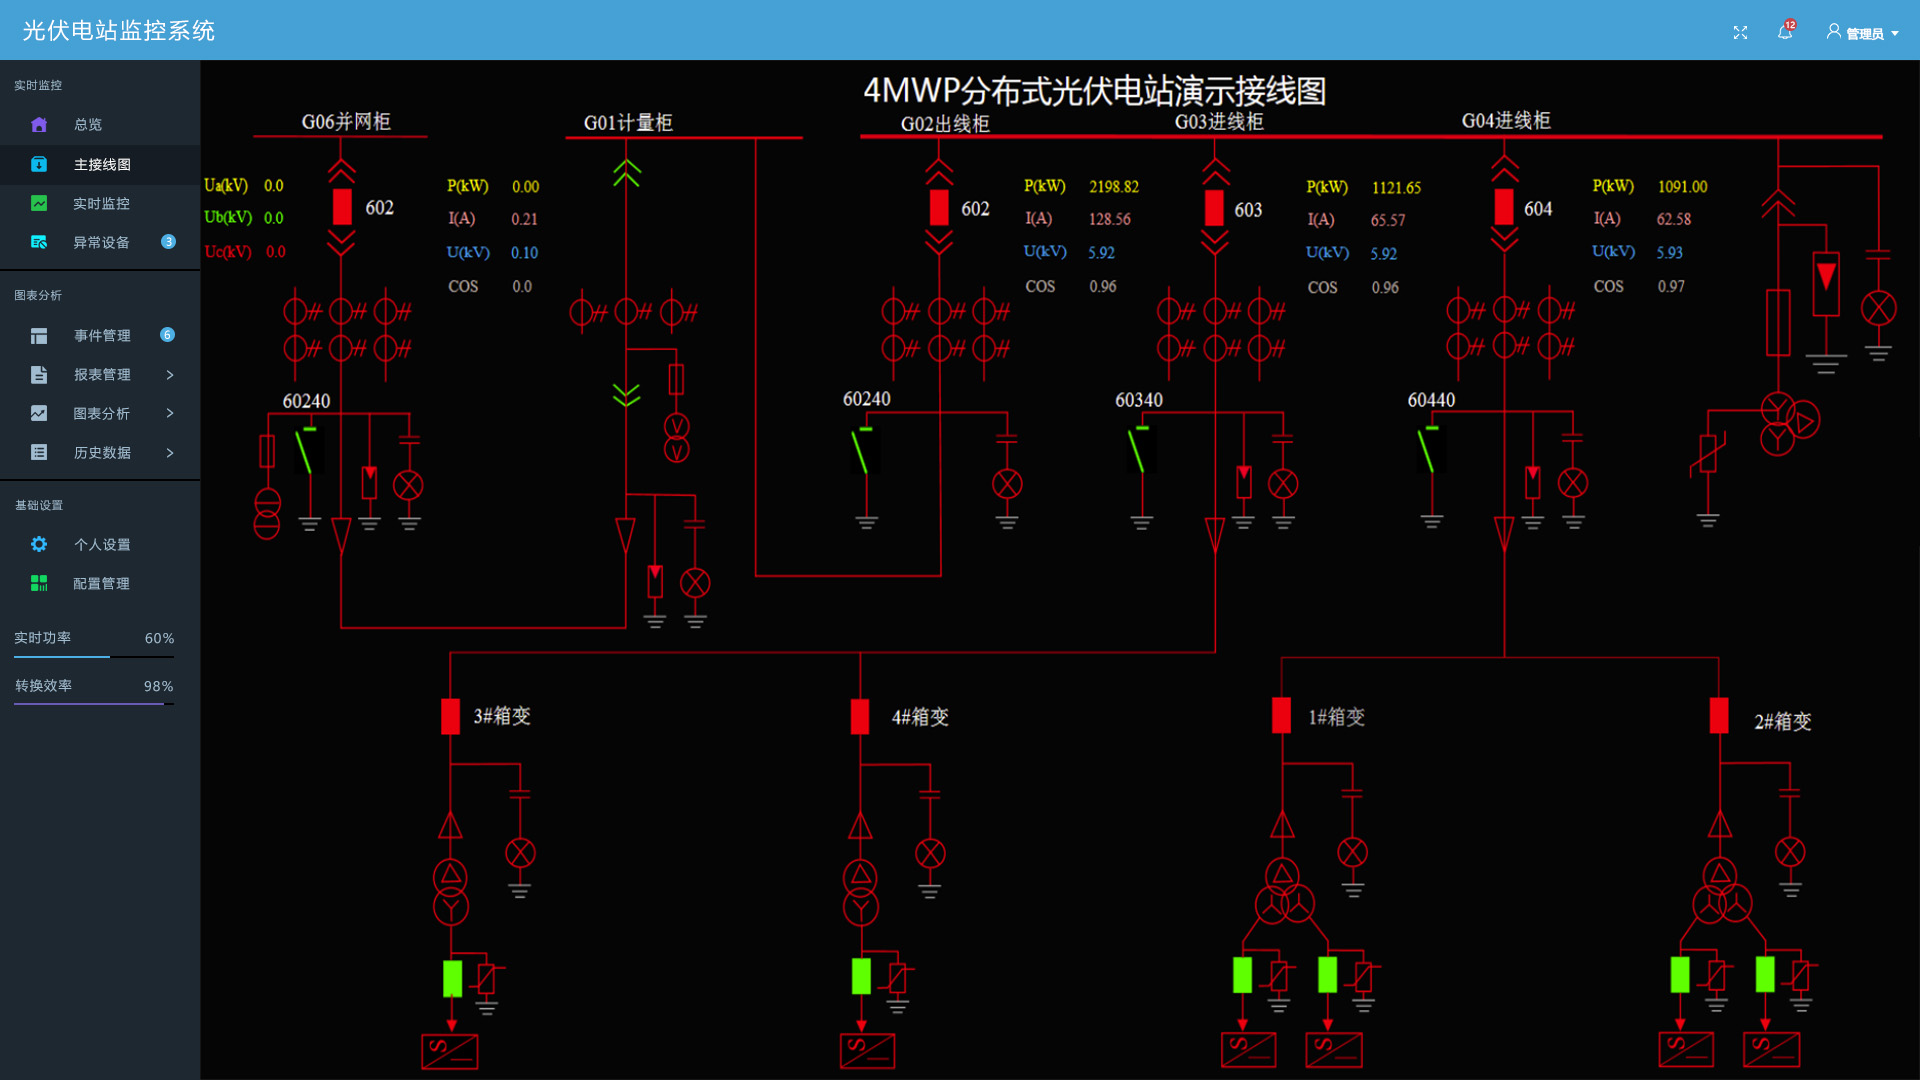 光伏电站监控系统
12
管理员
实时监控
总览
主接线图
实时监控
异常设备 3
图表分析
事件管理 6
报表管理
图表分析
历史数据
基础设置
个人设置
配置管理
实时功率 60%
转换效率 98%
4MWP分布式光伏电站演示接线图
G06并网柜
G01计量柜
G02出线柜
G03进线柜
G04进线柜
Ua(kV) 0.0
Ub(kV) 0.0
Uc(kV) 0.0
602
P(kW) 0.00
I(A) 0.21
U(kV) 0.10
COS 0.0
602
P(kW) 2198.82
I(A) 128.56
U(kV) 5.92
COS 0.96
603
P(kW) 1121.65
I(A) 65.57
U(kV) 5.92
COS 0.96
604
P(kW) 1091.00
I(A) 62.58
U(kV) 5.93
COS 0.97
60240
60240
60340
60440
V
V
3#箱变
4#箱变
1#箱变
2#箱变
S
S
S
S
S
S